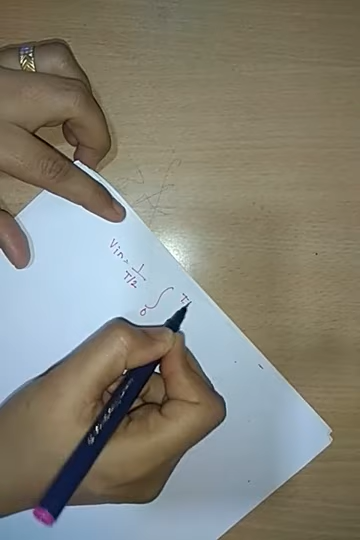 Vin = 1/(T/2) ∫ 0 T/